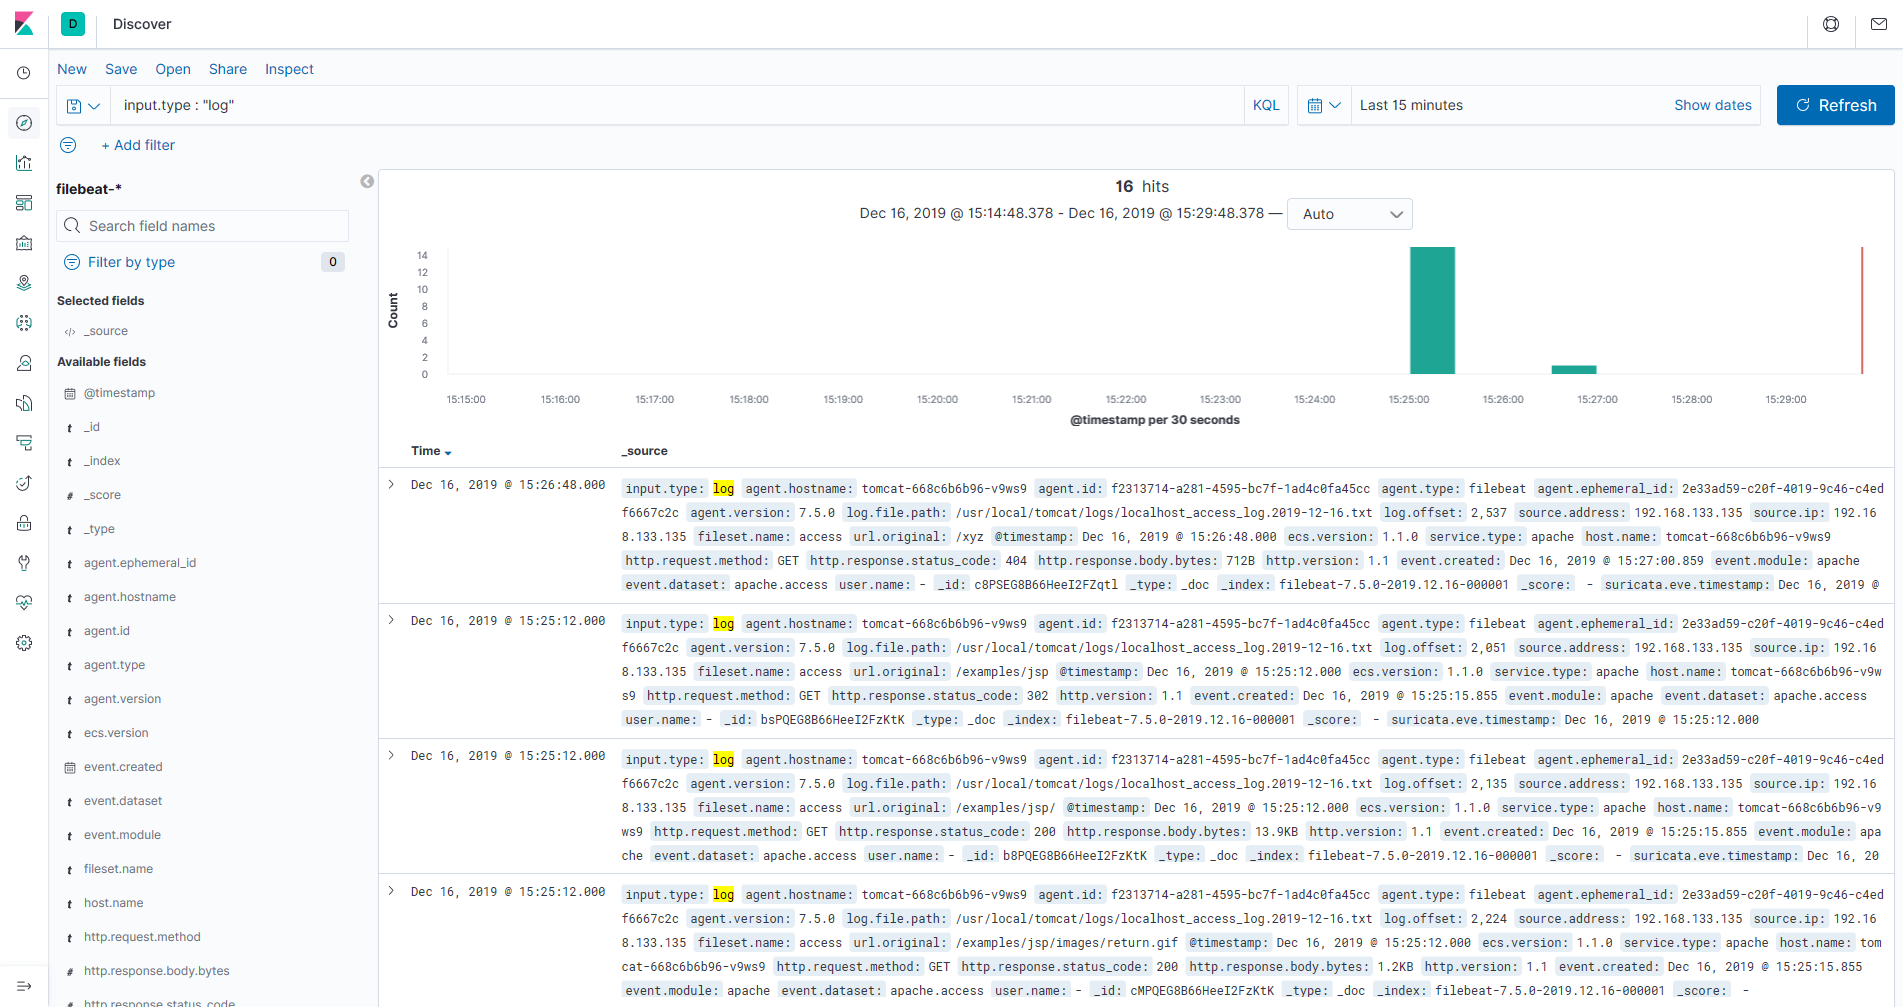 D Discover
New Save Open Share Inspect
input.type : "log" KQL Last 15 minutes Show dates Refresh
+ Add filter
filebeat-*
Search field names
Filter by type 0
Selected fields
_source
Available fields
@timestamp
t _id
t _index
# _score
t _type
t agent.ephemeral_id
t agent.hostname
t agent.id
t agent.type
t agent.version
t ecs.version
event.created
t event.dataset
t event.module
t fileset.name
t host.name
t http.request.method
# http.response.body.bytes
# http.response.status_code
16 hits
Dec 16, 2019 @ 15:14:48.378 - Dec 16, 2019 @ 15:29:48.378 — Auto
Count
14
12
10
8
6
4
2
0
15:15:00 15:16:00 15:17:00 15:18:00 15:19:00 15:20:00 15:21:00 15:22:00 15:23:00 15:24:00 15:25:00 15:26:00 15:27:00 15:28:00 15:29:00
@timestamp per 30 seconds
Time _source
Dec 16, 2019 @ 15:26:48.000 input.type: log agent.hostname: tomcat-668c6b6b96-v9ws9 agent.id: f2313714-a281-4595-bc7f-1ad4c0fa45cc agent.type: filebeat agent.ephemeral_id: 2e33ad59-c20f-4019-9c46-c4ed
f6667c2c agent.version: 7.5.0 log.file.path: /usr/local/tomcat/logs/localhost_access_log.2019-12-16.txt log.offset: 2,537 source.address: 192.168.133.135 source.ip: 192.16
8.133.135 fileset.name: access url.original: /xyz @timestamp: Dec 16, 2019 @ 15:26:48.000 ecs.version: 1.1.0 service.type: apache host.name: tomcat-668c6b6b96-v9ws9
http.request.method: GET http.response.status_code: 404 http.response.body.bytes: 712B http.version: 1.1 event.created: Dec 16, 2019 @ 15:27:00.859 event.module: apache
event.dataset: apache.access user.name: - _id: c8PSEG8B66HeeI2FZqtl _type: _doc _index: filebeat-7.5.0-2019.12.16-000001 _score: - suricata.eve.timestamp: Dec 16, 2019 @
Dec 16, 2019 @ 15:25:12.000 input.type: log agent.hostname: tomcat-668c6b6b96-v9ws9 agent.id: f2313714-a281-4595-bc7f-1ad4c0fa45cc agent.type: filebeat agent.ephemeral_id: 2e33ad59-c20f-4019-9c46-c4ed
f6667c2c agent.version: 7.5.0 log.file.path: /usr/local/tomcat/logs/localhost_access_log.2019-12-16.txt log.offset: 2,051 source.address: 192.168.133.135 source.ip: 192.16
8.133.135 fileset.name: access url.original: /examples/jsp @timestamp: Dec 16, 2019 @ 15:25:12.000 ecs.version: 1.1.0 service.type: apache host.name: tomcat-668c6b6b96-v9w
s9 http.request.method: GET http.response.status_code: 302 http.version: 1.1 event.created: Dec 16, 2019 @ 15:25:15.855 event.module: apache event.dataset: apache.access
user.name: - _id: bsPQEG8B66HeeI2FzKtK _type: _doc _index: filebeat-7.5.0-2019.12.16-000001 _score: - suricata.eve.timestamp: Dec 16, 2019 @ 15:25:12.000
Dec 16, 2019 @ 15:25:12.000 input.type: log agent.hostname: tomcat-668c6b6b96-v9ws9 agent.id: f2313714-a281-4595-bc7f-1ad4c0fa45cc agent.type: filebeat agent.ephemeral_id: 2e33ad59-c20f-4019-9c46-c4ed
f6667c2c agent.version: 7.5.0 log.file.path: /usr/local/tomcat/logs/localhost_access_log.2019-12-16.txt log.offset: 2,135 source.address: 192.168.133.135 source.ip: 192.16
8.133.135 fileset.name: access url.original: /examples/jsp/ @timestamp: Dec 16, 2019 @ 15:25:12.000 ecs.version: 1.1.0 service.type: apache host.name: tomcat-668c6b6b96-v9
ws9 http.request.method: GET http.response.status_code: 200 http.response.body.bytes: 13.9KB http.version: 1.1 event.created: Dec 16, 2019 @ 15:25:15.855 event.module: apa
che event.dataset: apache.access user.name: - _id: b8PQEG8B66HeeI2FzKtK _type: _doc _index: filebeat-7.5.0-2019.12.16-000001 _score: - suricata.eve.timestamp: Dec 16, 20
Dec 16, 2019 @ 15:25:12.000 input.type: log agent.hostname: tomcat-668c6b6b96-v9ws9 agent.id: f2313714-a281-4595-bc7f-1ad4c0fa45cc agent.type: filebeat agent.ephemeral_id: 2e33ad59-c20f-4019-9c46-c4ed
f6667c2c agent.version: 7.5.0 log.file.path: /usr/local/tomcat/logs/localhost_access_log.2019-12-16.txt log.offset: 2,224 source.address: 192.168.133.135 source.ip: 192.16
8.133.135 fileset.name: access url.original: /examples/jsp/images/return.gif @timestamp: Dec 16, 2019 @ 15:25:12.000 ecs.version: 1.1.0 service.type: apache host.name: tom
cat-668c6b6b96-v9ws9 http.request.method: GET http.response.status_code: 200 http.response.body.bytes: 1.2KB http.version: 1.1 event.created: Dec 16, 2019 @ 15:25:15.855
event.module: apache event.dataset: apache.access user.name: - _id: cMPQEG8B66HeeI2FzKtK _type: _doc _index: filebeat-7.5.0-2019.12.16-000001 _score: -